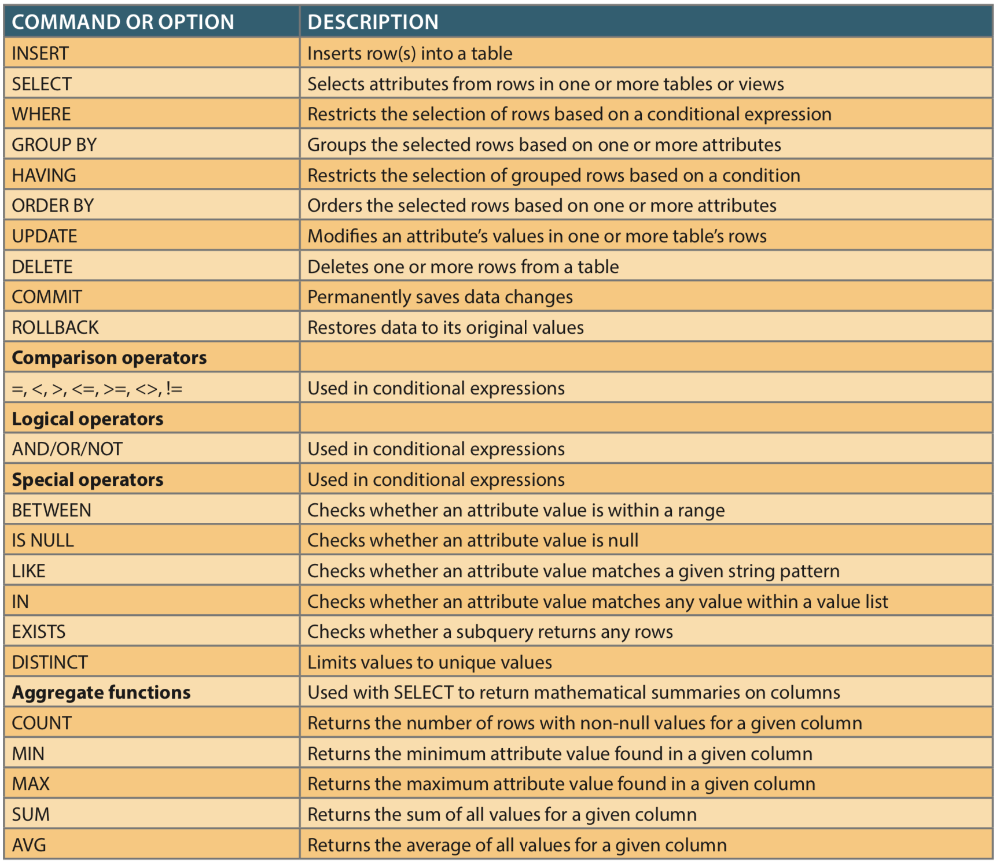 COMMAND OR OPTION DESCRIPTION
INSERT Inserts row(s) into a table
SELECT Selects attributes from rows in one or more tables or views
WHERE Restricts the selection of rows based on a conditional expression
GROUP BY Groups the selected rows based on one or more attributes
HAVING Restricts the selection of grouped rows based on a condition
ORDER BY Orders the selected rows based on one or more attributes
UPDATE Modifies an attribute’s values in one or more table’s rows
DELETE Deletes one or more rows from a table
COMMIT Permanently saves data changes
ROLLBACK Restores data to its original values
Comparison operators
=, <, >, <=, >=, <>, != Used in conditional expressions
Logical operators
AND/OR/NOT Used in conditional expressions
Special operators Used in conditional expressions
BETWEEN Checks whether an attribute value is within a range
IS NULL Checks whether an attribute value is null
LIKE Checks whether an attribute value matches a given string pattern
IN Checks whether an attribute value matches any value within a value list
EXISTS Checks whether a subquery returns any rows
DISTINCT Limits values to unique values
Aggregate functions Used with SELECT to return mathematical summaries on columns
COUNT Returns the number of rows with non-null values for a given column
MIN Returns the minimum attribute value found in a given column
MAX Returns the maximum attribute value found in a given column
SUM Returns the sum of all values for a given column
AVG Returns the average of all values for a given column